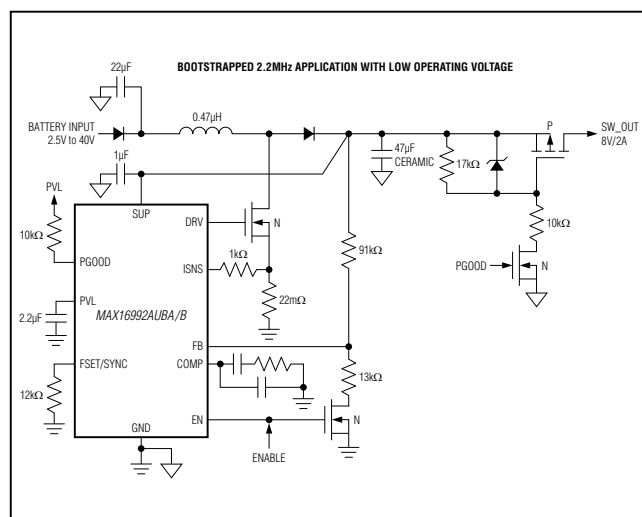 BOOTSTRAPPED 2.2MHz APPLICATION WITH LOW OPERATING VOLTAGE
22µF
0.47µH
BATTERY INPUT
2.5V to 40V
P
SW_OUT
8V/2A
47µF
CERAMIC
17kΩ
1µF
PVL
SUP
DRV
N
10kΩ
10kΩ
PGOOD
ISNS
1kΩ
91kΩ
PGOOD
N
22mΩ
PVL
MAX16992AUBA/B
2.2µF
FB
COMP
FSET/SYNC
13kΩ
12kΩ
EN
N
GND
ENABLE